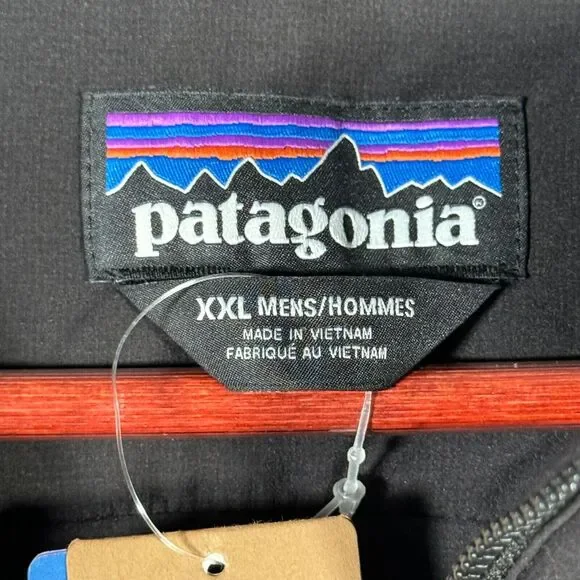 patagonia®
XXL MENS/HOMMES
MADE IN VIETNAM
FABRIQUÉ AU VIETNAM